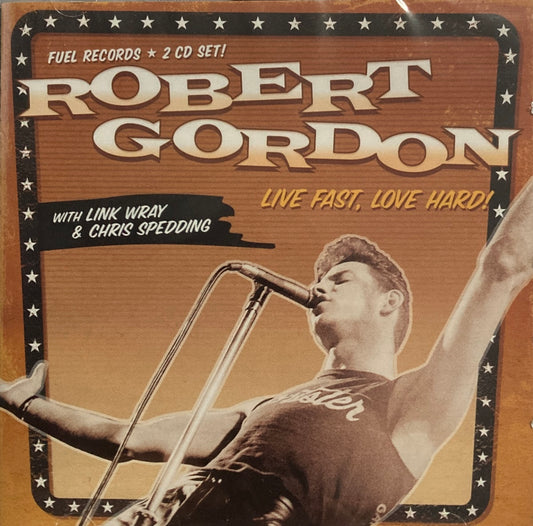 FUEL RECORDS ★ 2 CD SET!
ROBERT
GORDON
LIVE FAST, LOVE HARD!
WITH LINK WRAY
& CHRIS SPEDDING